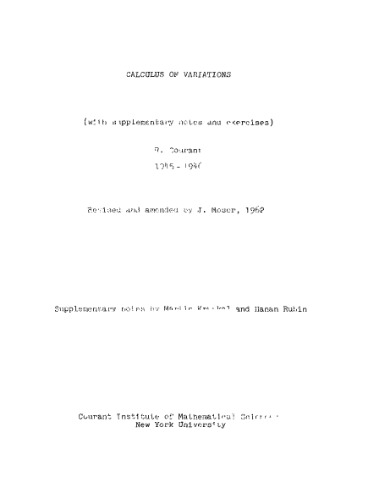 CALCULUS OF VARIATIONS
(with supplementary notes and exercises)
R. Courant
1945 - 1946
Revised and amended by J. Moser, 1962
Supplementary notes by Martin Kruskal and Hanan Rubin
Courant Institute of Mathematical Sciences
New York University